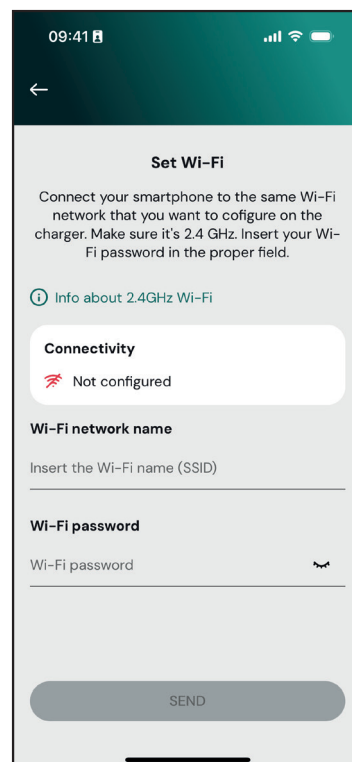 09:41
Set Wi-Fi
Connect your smartphone to the same Wi-Fi
network that you want to cofigure on the
charger. Make sure it's 2.4 GHz. Insert your Wi-
Fi password in the proper field.
Info about 2.4GHz Wi-Fi
Connectivity
Not configured
Wi-Fi network name
Insert the Wi-Fi name (SSID)
Wi-Fi password
Wi-Fi password
SEND